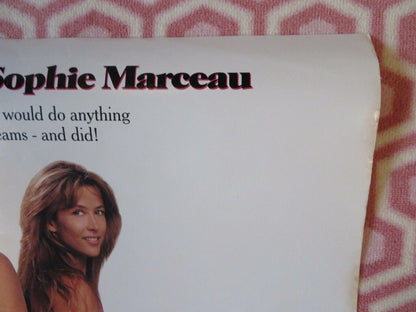 Sophie Marceau
would do anything
eams - and did!